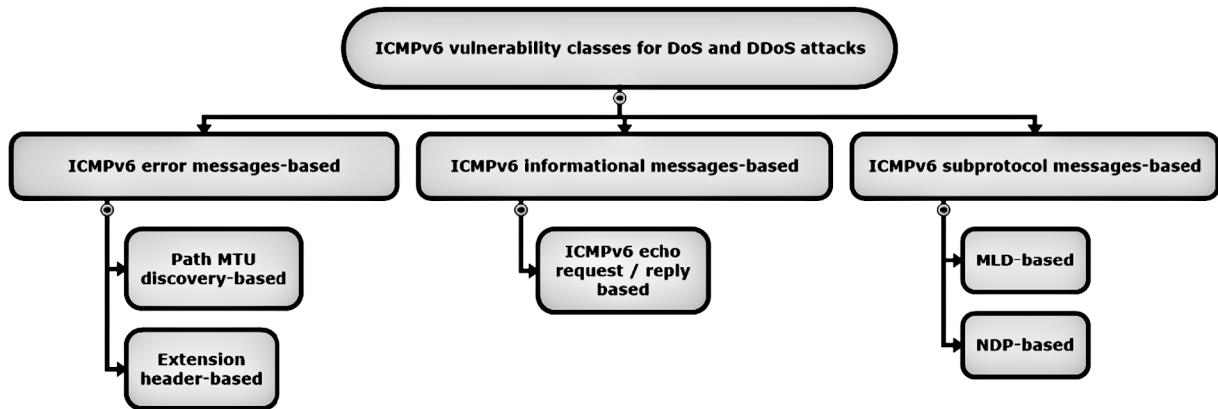 ICMPv6 vulnerability classes for DoS and DDoS attacks
ICMPv6 error messages-based
ICMPv6 informational messages-based
ICMPv6 subprotocol messages-based
Path MTU
discovery-based
Extension
header-based
ICMPv6 echo
request / reply
based
MLD-based
NDP-based